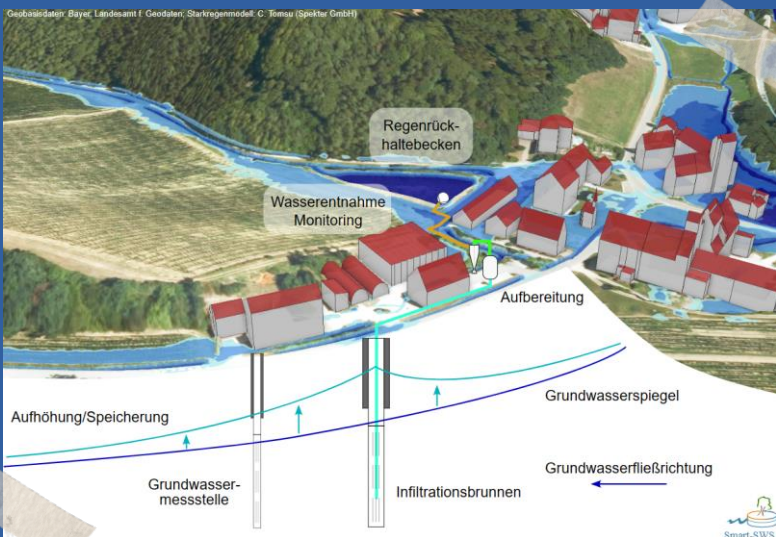 Geobasisdaten: Bayer. Landesamt f. Geodaten; Starkregenmodell: C. Tomsu (Spekter GmbH)
Regenrück-
haltebecken
Wasserentnahme
Monitoring
Aufbereitung
Aufhöhung/Speicherung
Grundwasserspiegel
Grundwasser-
messstelle
Infiltrationsbrunnen
Grundwasserfließrichtung
Smart-SWS